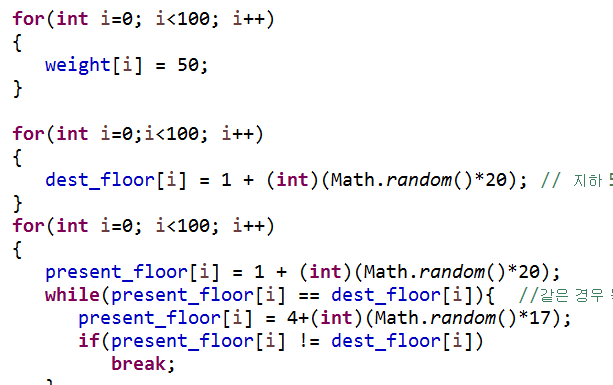 for(int i=0; i<100; i++)
{
weight[i] = 50;
}
for(int i=0;i<100; i++)
{
dest_floor[i] = 1 + (int)(Math.random()*20); // 지하
}
for(int i=0; i<100; i++)
{
present_floor[i] = 1 + (int)(Math.random()*20);
while(present_floor[i] == dest_floor[i]){ //같은 경우
present_floor[i] = 4+(int)(Math.random()*17);
if(present_floor[i] != dest_floor[i])
break;